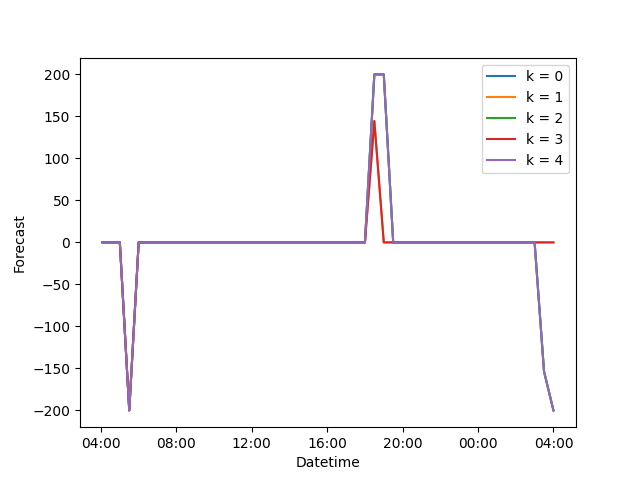 200
150
100
50
0
−50
−100
−150
−200
Forecast
04:00 08:00 12:00 16:00 20:00 00:00 04:00
Datetime
k = 0
k = 1
k = 2
k = 3
k = 4